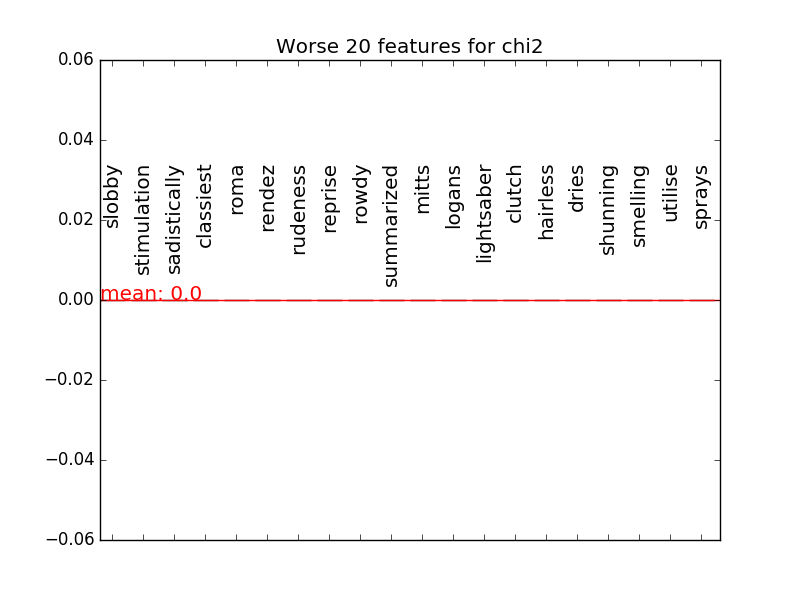 Worse 20 features for chi2
0.06
0.04
0.02
0.00
−0.02
−0.04
−0.06
slobby
stimulation
sadistically
classiest
roma
rendez
rudeness
reprise
rowdy
summarized
mitts
logans
lightsaber
clutch
hairless
dries
shunning
smelling
utilise
sprays
mean: 0.0